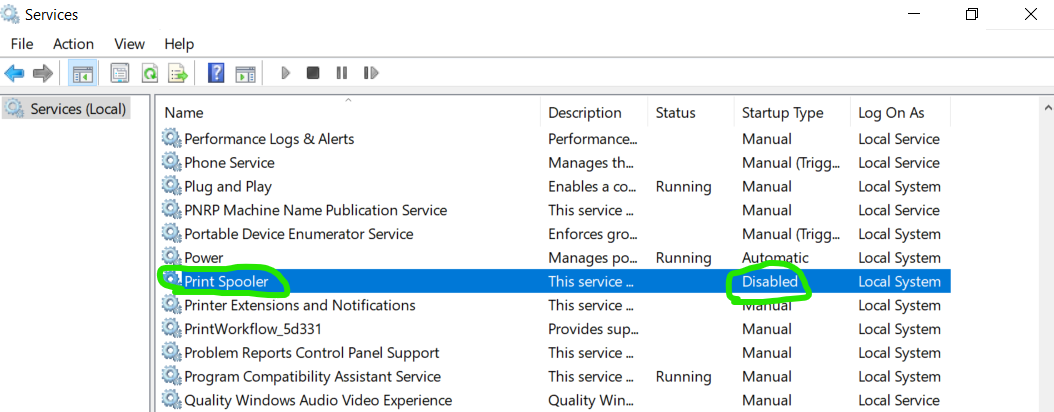 Services
File Action View Help
Services (Local)
Name Description Status Startup Type Log On As
Performance Logs & Alerts Performance... Manual Local Service
Phone Service Manages th... Manual (Trigg... Local Service
Plug and Play Enables a co... Running Manual Local System
PNRP Machine Name Publication Service This service ... Manual Local Service
Portable Device Enumerator Service Enforces gro... Manual (Trigg... Local System
Power Manages po... Running Automatic Local System
Print Spooler This service ... Disabled Local System
Printer Extensions and Notifications This service ... Manual Local System
PrintWorkflow_5d331 Provides sup... Manual Local System
Problem Reports Control Panel Support This service ... Manual Local System
Program Compatibility Assistant Service This service ... Running Manual Local System
Quality Windows Audio Video Experience Quality Win... Manual Local Service